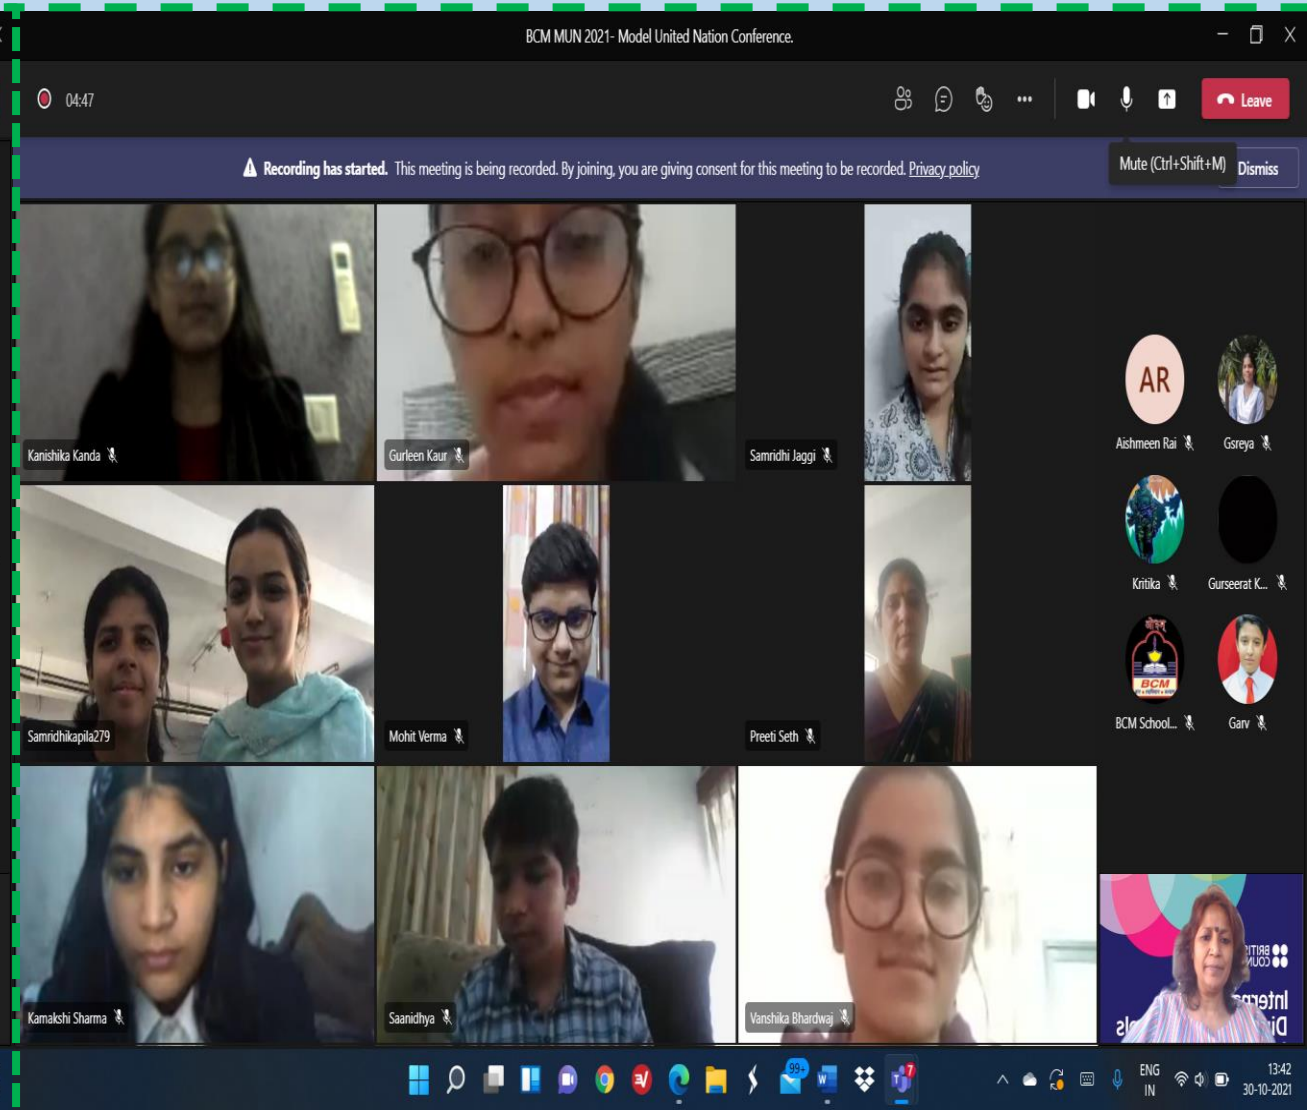 BCM MUN 2021- Model United Nation Conference.
04:47
Leave
Recording has started. This meeting is being recorded. By joining, you are giving consent for this meeting to be recorded. Privacy policy
Mute (Ctrl+Shift+M)
Dismiss
Kanishika Kanda
Gurleen Kaur
Samridhi Jaggi
AR
Aishmeen Rai
Gsreya
Kritika
Gurseerat K...
Samridhikapila279
Mohit Verma
Preeti Seth
BCM
BCM School...
Garv
Kamakshi Sharma
Saanidhya
Vanshika Bhardwaj
99+
7
ENG
IN
13:42
30-10-2021